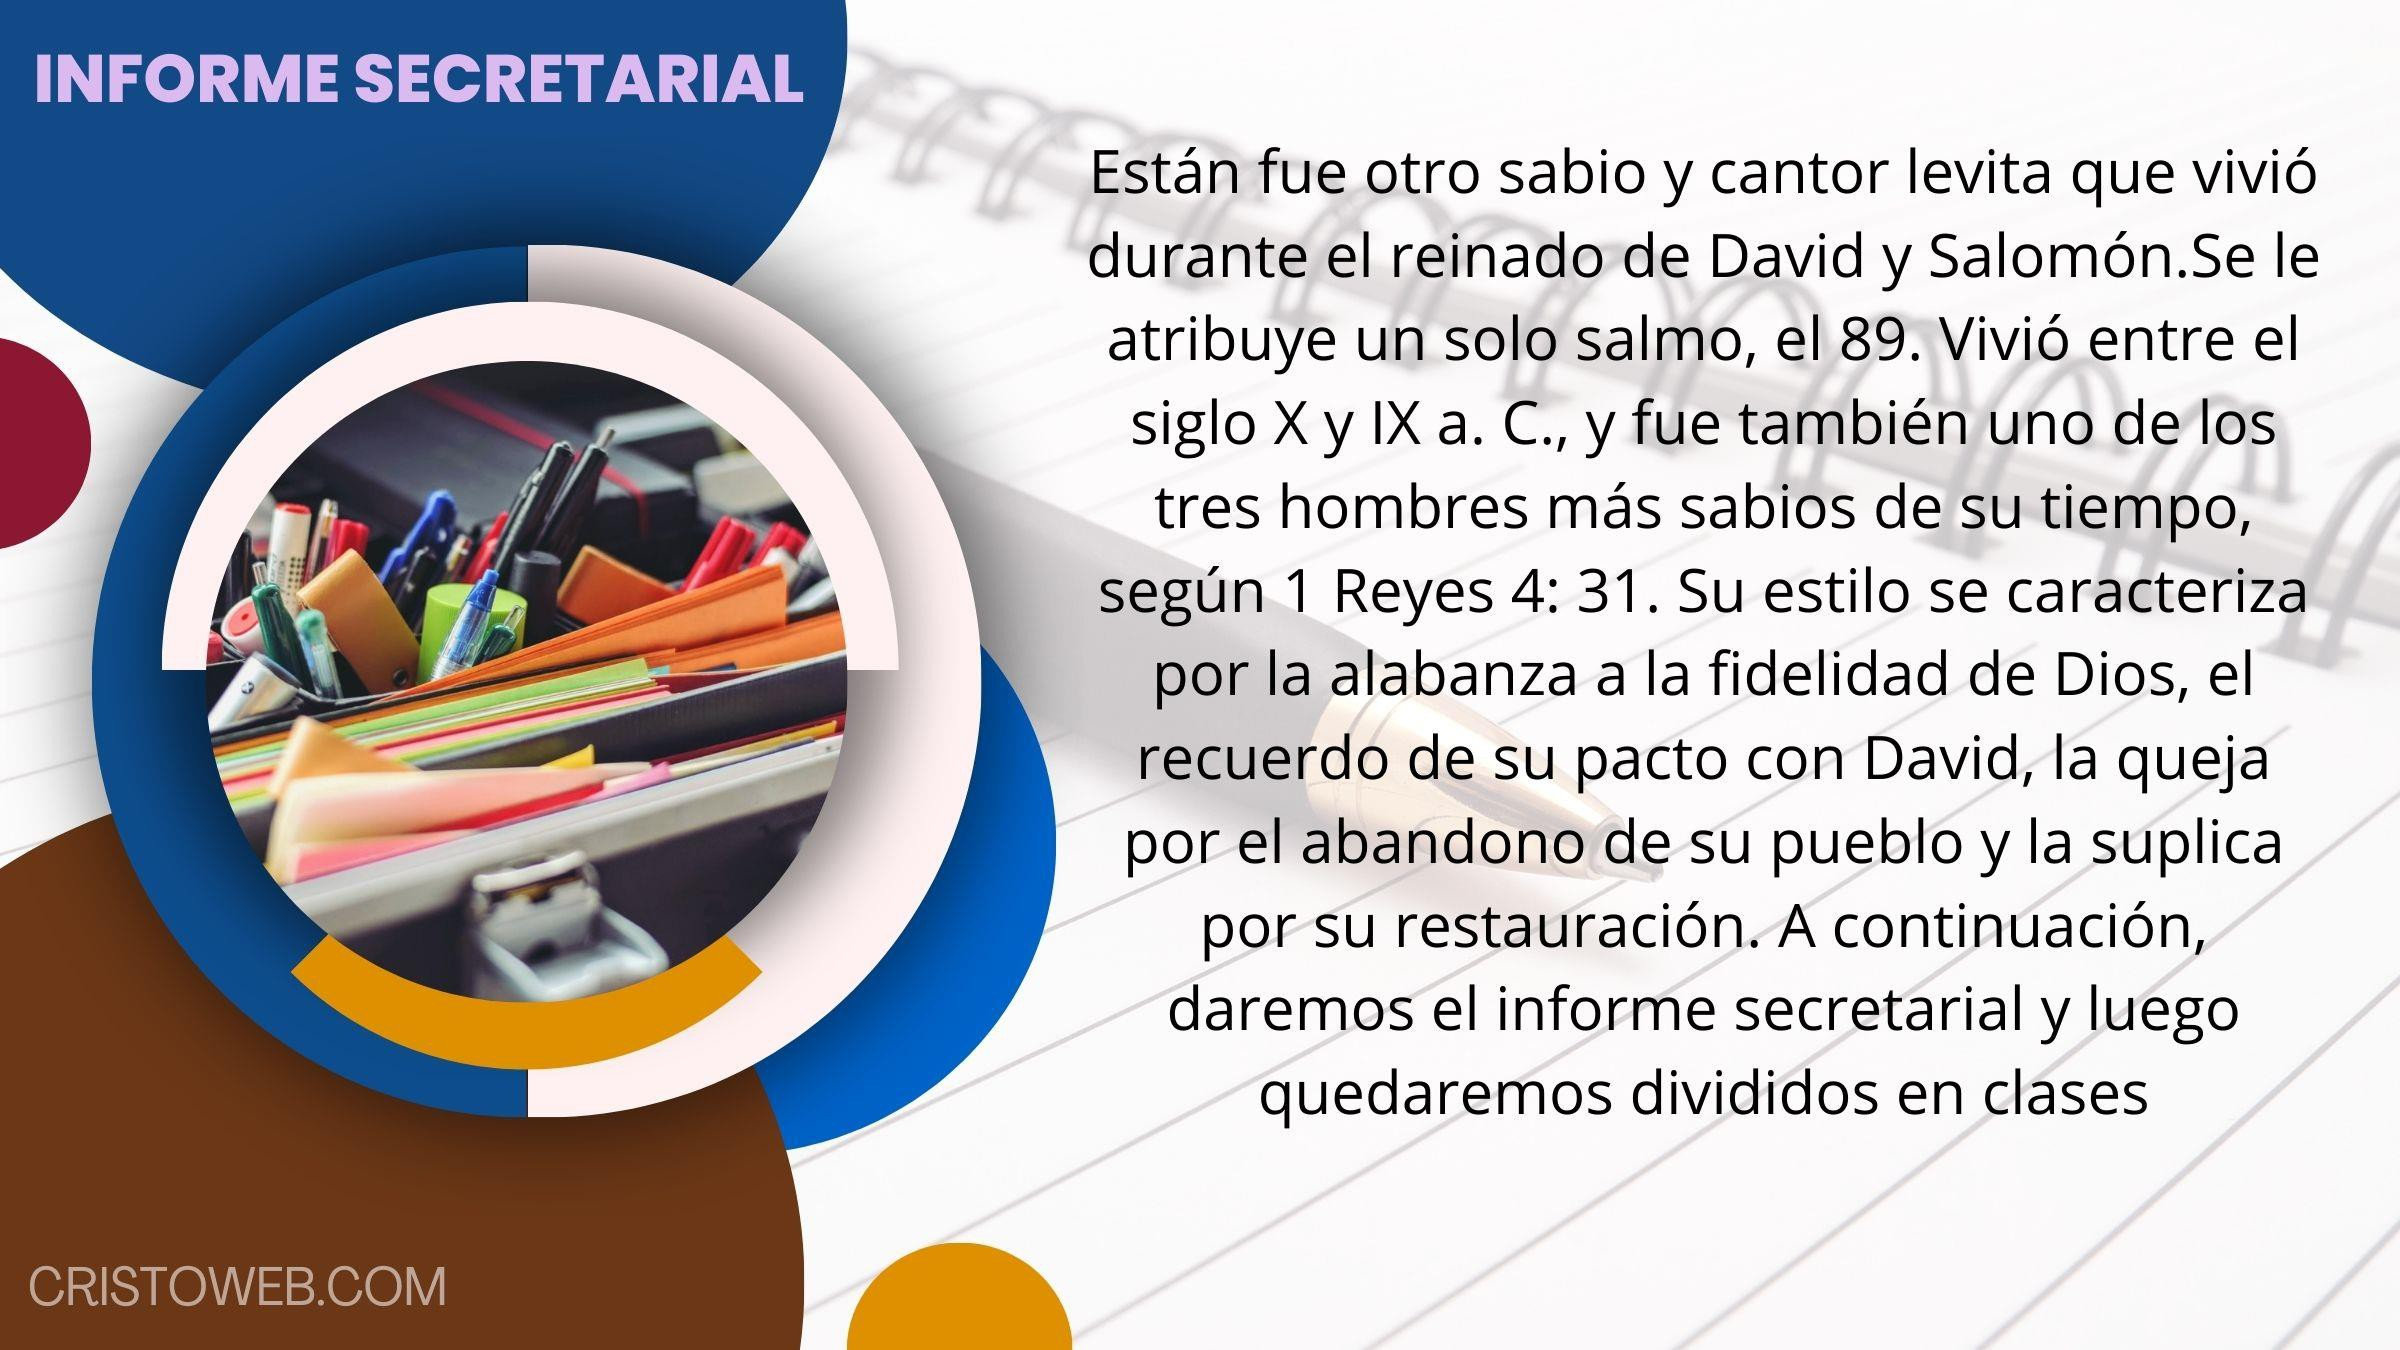 INFORME SECRETARIAL
Están fue otro sabio y cantor levita que vivió
durante el reinado de David y Salomón.Se le
atribuye un solo salmo, el 89. Vivió entre el
siglo X y IX a. C., y fue también uno de los
tres hombres más sabios de su tiempo,
según 1 Reyes 4: 31. Su estilo se caracteriza
por la alabanza a la fidelidad de Dios, el
recuerdo de su pacto con David, la queja
por el abandono de su pueblo y la suplica
por su restauración. A continuación,
daremos el informe secretarial y luego
quedaremos divididos en clases
CRISTOWEB.COM